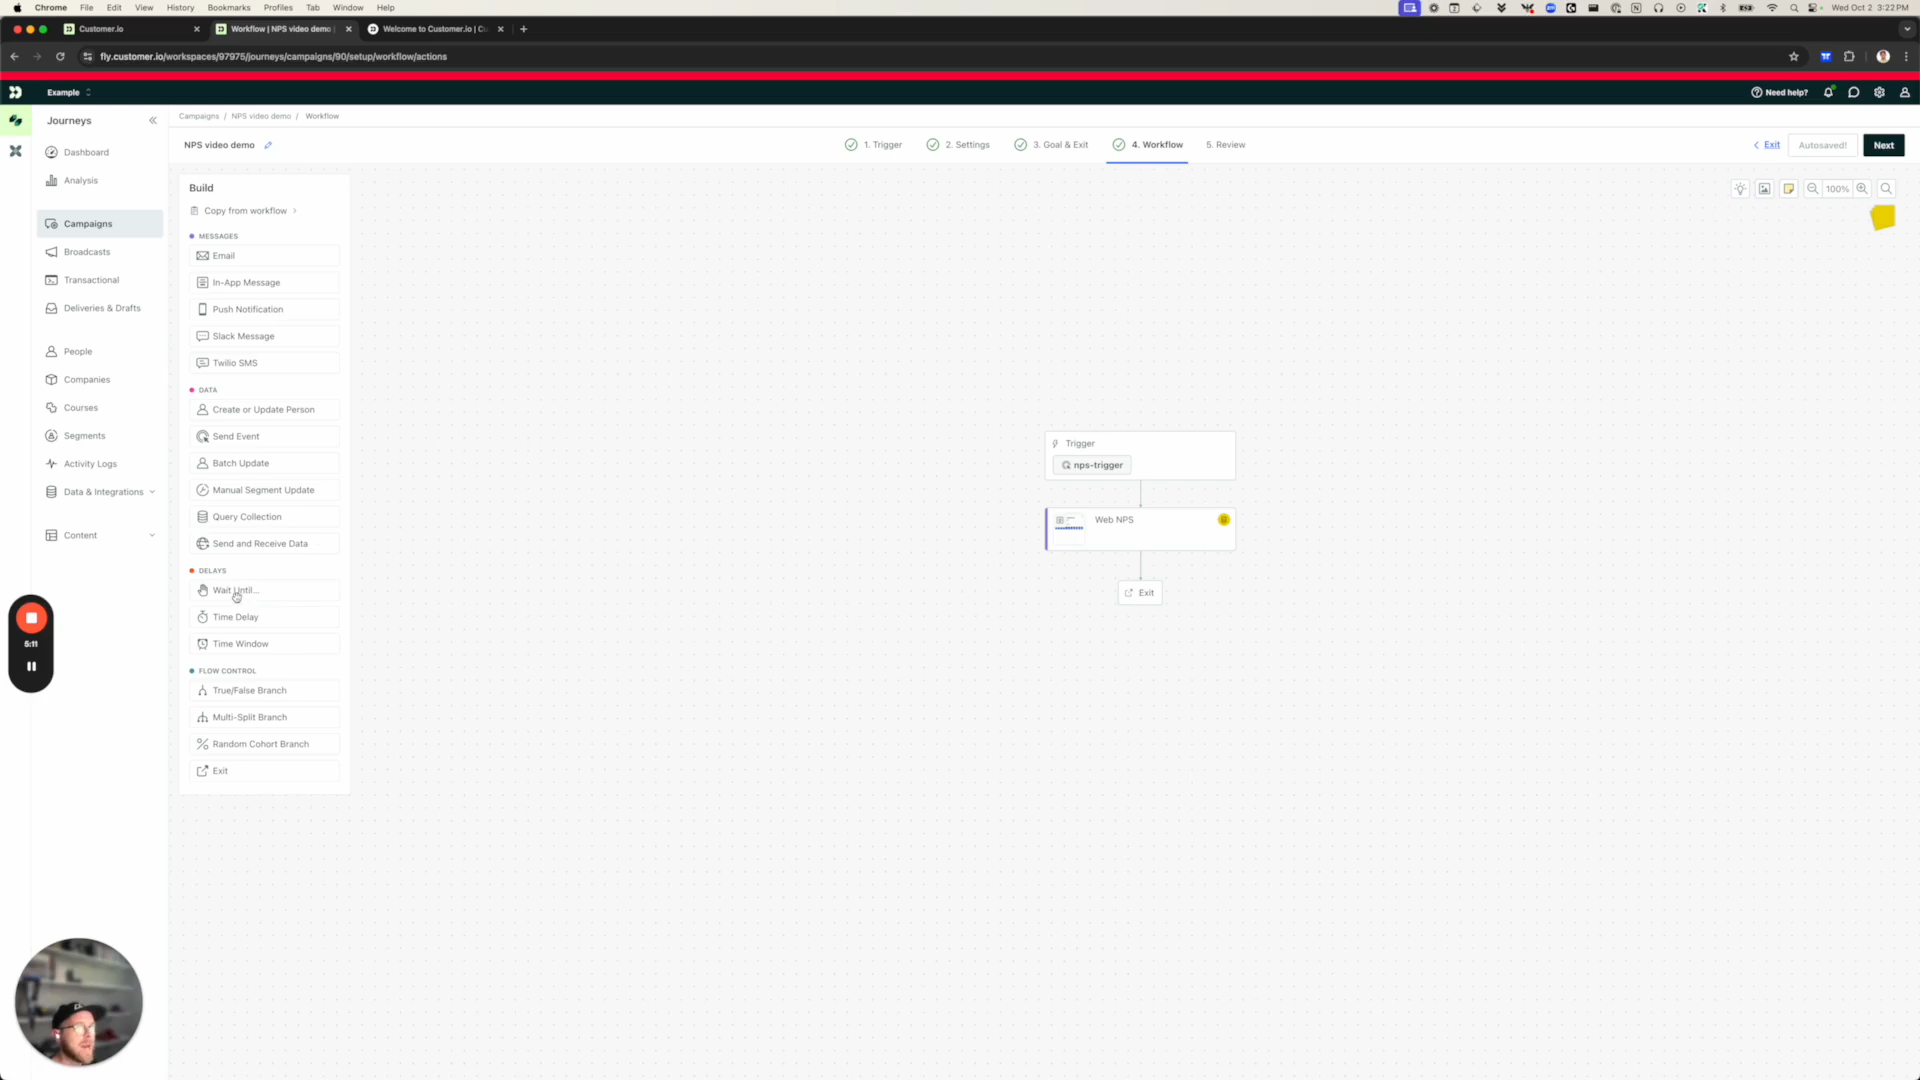 Chrome File Edit View History Bookmarks Profiles Tab Window Help
Wed Oct 2 3:22 PM
Customer.io
Workflow | NPS video demo
Welcome to Customer.io | Cu
fly.customer.io/workspaces/97975/journeys/campaigns/90/setup/workflow/actions
Example
Need help?
Journeys
Campaigns / NPS video demo / Workflow
NPS video demo
1. Trigger
2. Settings
3. Goal & Exit
4. Workflow
5. Review
Exit
Autosaved!
Next
Dashboard
Analysis
Campaigns
Broadcasts
Transactional
Deliveries & Drafts
People
Companies
Courses
Segments
Activity Logs
Data & Integrations
Content
Build
Copy from workflow
MESSAGES
Email
In-App Message
Push Notification
Slack Message
Twilio SMS
DATA
Create or Update Person
Send Event
Batch Update
Manual Segment Update
Query Collection
Send and Receive Data
DELAYS
Wait Until...
Time Delay
Time Window
FLOW CONTROL
True/False Branch
Multi-Split Branch
Random Cohort Branch
Exit
100%
Trigger
nps-trigger
Web NPS
Exit
5:11